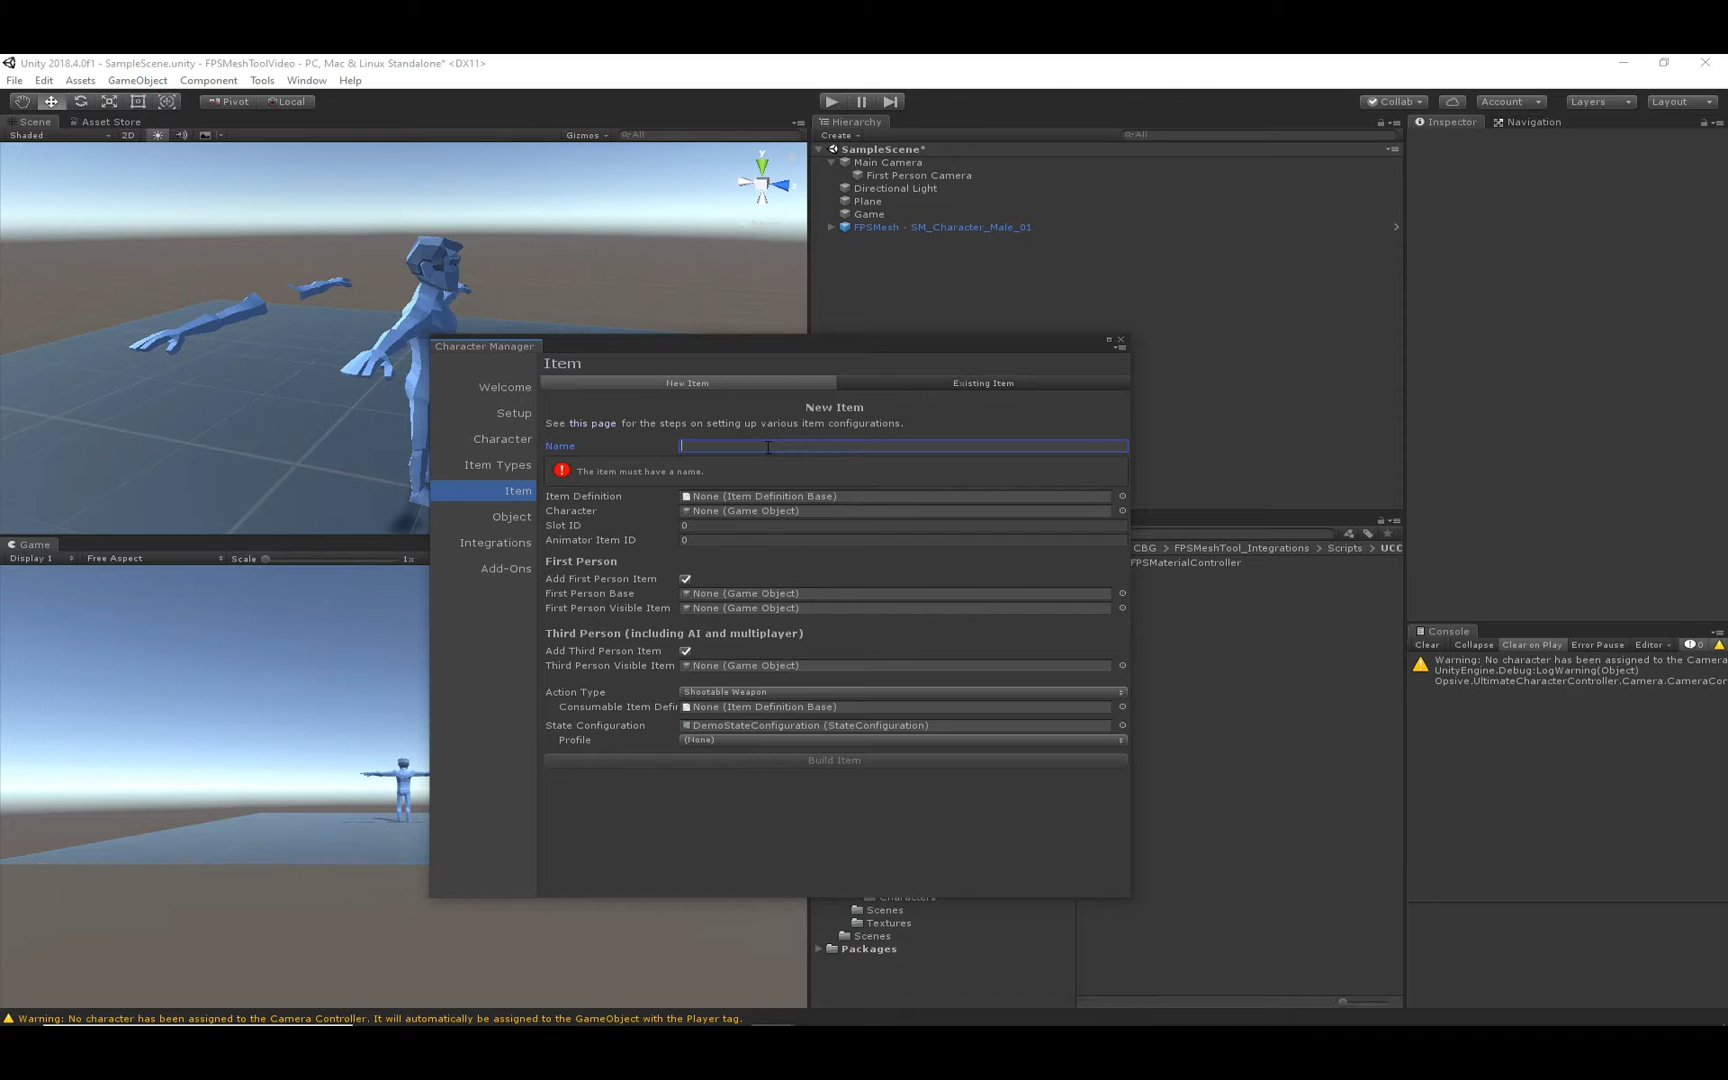 Unity 2018.4.0f1 - SampleScene.unity - FPSMeshToolVideo - PC, Mac & Linux Standalone* <DX11>
File Edit Assets GameObject Component Tools Window Help
Pivot Local Collab Account Layers Layout
Scene Asset Store Hierarchy Inspector Navigation
Shaded 2D Gizmos All Create All
SampleScene*
Main Camera
First Person Camera
Directional Light
Plane
Game
FPSMesh - SM_Character_Male_01
y
z
Character Manager
Welcome
Setup
Character
Item Types
Item
Object
Integrations
Add-Ons
Item
New Item Existing Item
New Item
See this page for the steps on setting up various item configurations.
Name
The item must have a name.
Item Definition None (Item Definition Base)
Character None (Game Object)
Slot ID 0
Animator Item ID 0
First Person
Add First Person Item
First Person Base None (Game Object)
First Person Visible Item None (Game Object)
Third Person (including AI and multiplayer)
Add Third Person Item
Third Person Visible Item None (Game Object)
Action Type Shootable Weapon
Consumable Item Defi None (Item Definition Base)
State Configuration DemoStateConfiguration (StateConfiguration)
Profile (None)
Build Item
Game
Display 1 Free Aspect Scale 1x
CBG FPSMeshTool_Integrations Scripts UCC
FPSMaterialController
Characters
Scenes
Textures
Scenes
Packages
Console
Clear Collapse Clear on Play Error Pause Editor 0
Warning: No character has been assigned to the Camera
UnityEngine.Debug:LogWarning(Object)
Opsive.UltimateCharacterController.Camera.CameraCor
Warning: No character has been assigned to the Camera Controller. It will automatically be assigned to the GameObject with the Player tag.